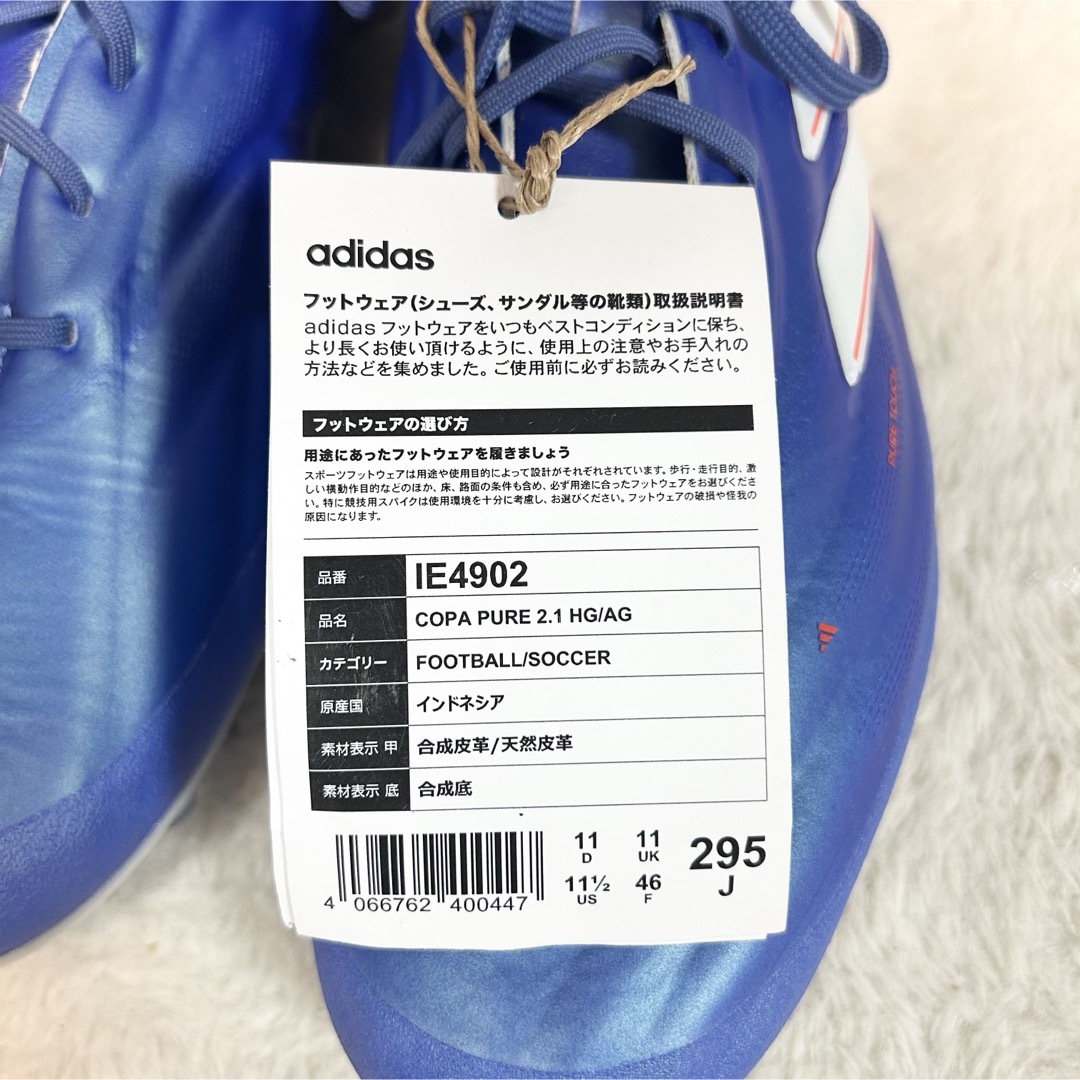 adidas
フットウェア(シューズ、サンダル等の靴類)取扱説明書
adidas フットウェアをいつもベストコンディションに保ち、
より長くお使い頂けるように、使用上の注意やお手入れの
方法などを集めました。ご使用前に必ずお読みください。
フットウェアの選び方
用途にあったフットウェアを履きましょう
スポーツフットウェアは用途や使用目的によって設計がそれぞれされています。歩行・走行目的、激
しい横動作目的などのほか、床、路面の条件も含め、必ず用途に合ったフットウェアをお選びくださ
い。特に競技用スパイクは使用環境を十分に考慮し、お選びください。フットウェアの破損や怪我の
原因になります。
品番 IE4902
品名 COPA PURE 2.1 HG/AG
カテゴリー FOOTBALL/SOCCER
原産国 インドネシア
素材表示 甲 合成皮革/天然皮革
素材表示 底 合成底
11 D 11 UK 295 J
11½ US 46 F
4 066762 400447
PURE TOUCH